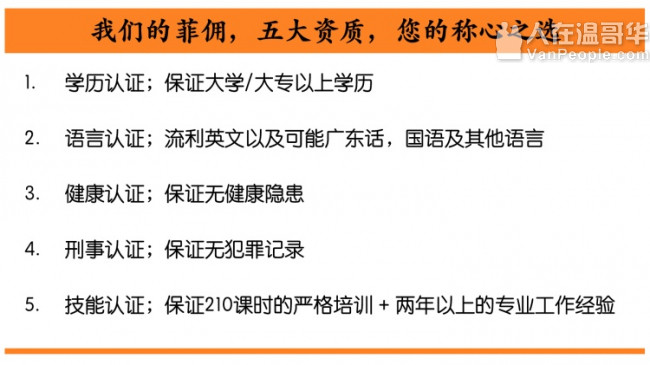 我们的菲佣，五大资质，您的称心之选
人在温哥华
VanPeople.com
1. 学历认证；保证大学/大专以上学历
2. 语言认证；流利英文以及可能广东话，国语及其他语言
3. 健康认证；保证无健康隐患
4. 刑事认证；保证无犯罪记录
5. 技能认证；保证210课时的严格培训 + 两年以上的专业工作经验